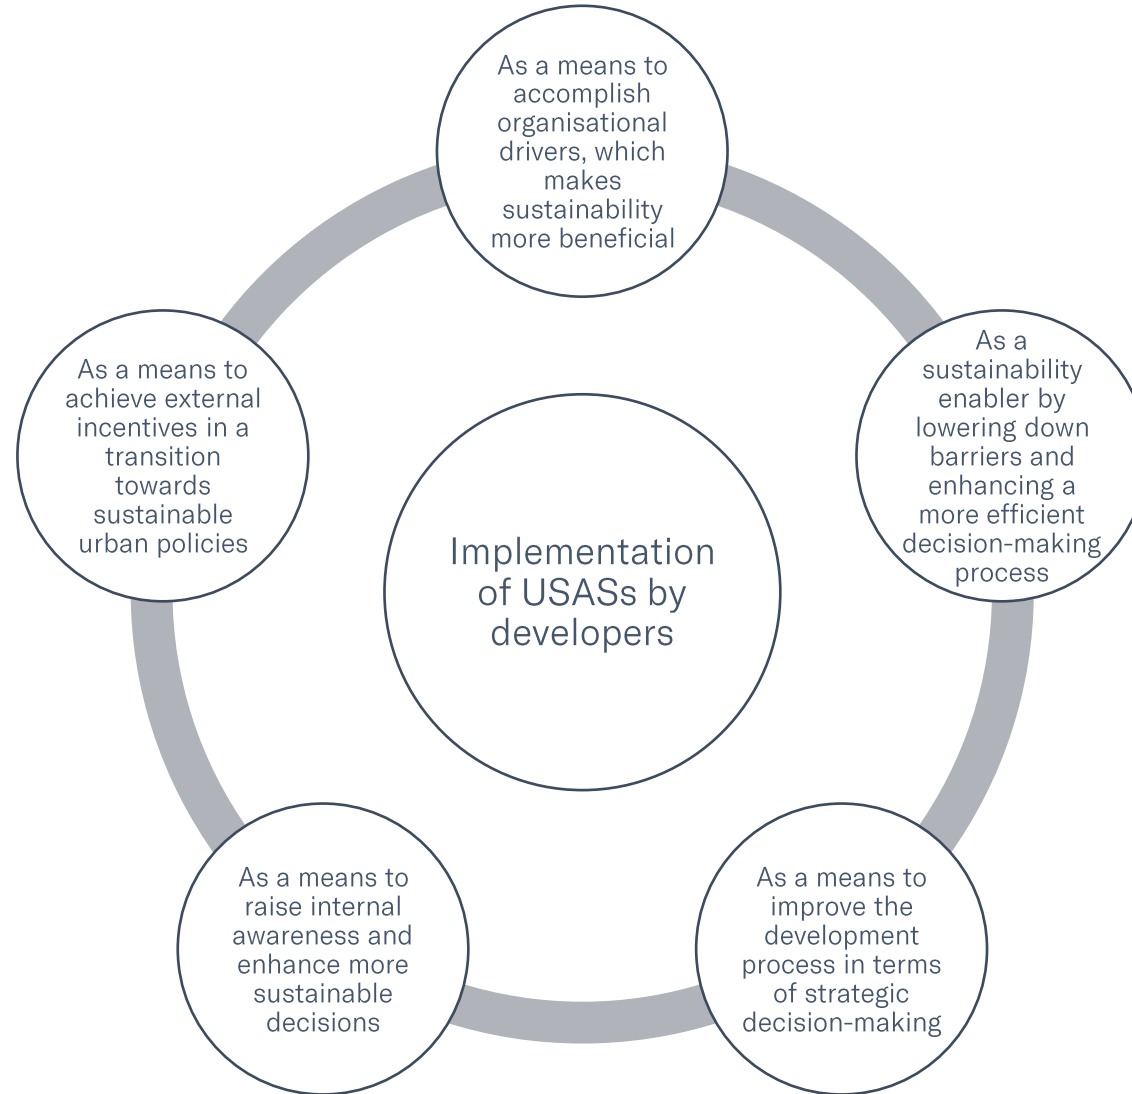 As a means to
accomplish
organisational
drivers, which
makes
sustainability
more beneficial
As a
sustainability
enabler by
lowering down
barriers and
enhancing a
more efficient
decision-making
process
As a means to
improve the
development
process in terms
of strategic
decision-making
As a means to
raise internal
awareness and
enhance more
sustainable
decisions
As a means to
achieve external
incentives in a
transition
towards
sustainable
urban policies
Implementation
of USASs by
developers